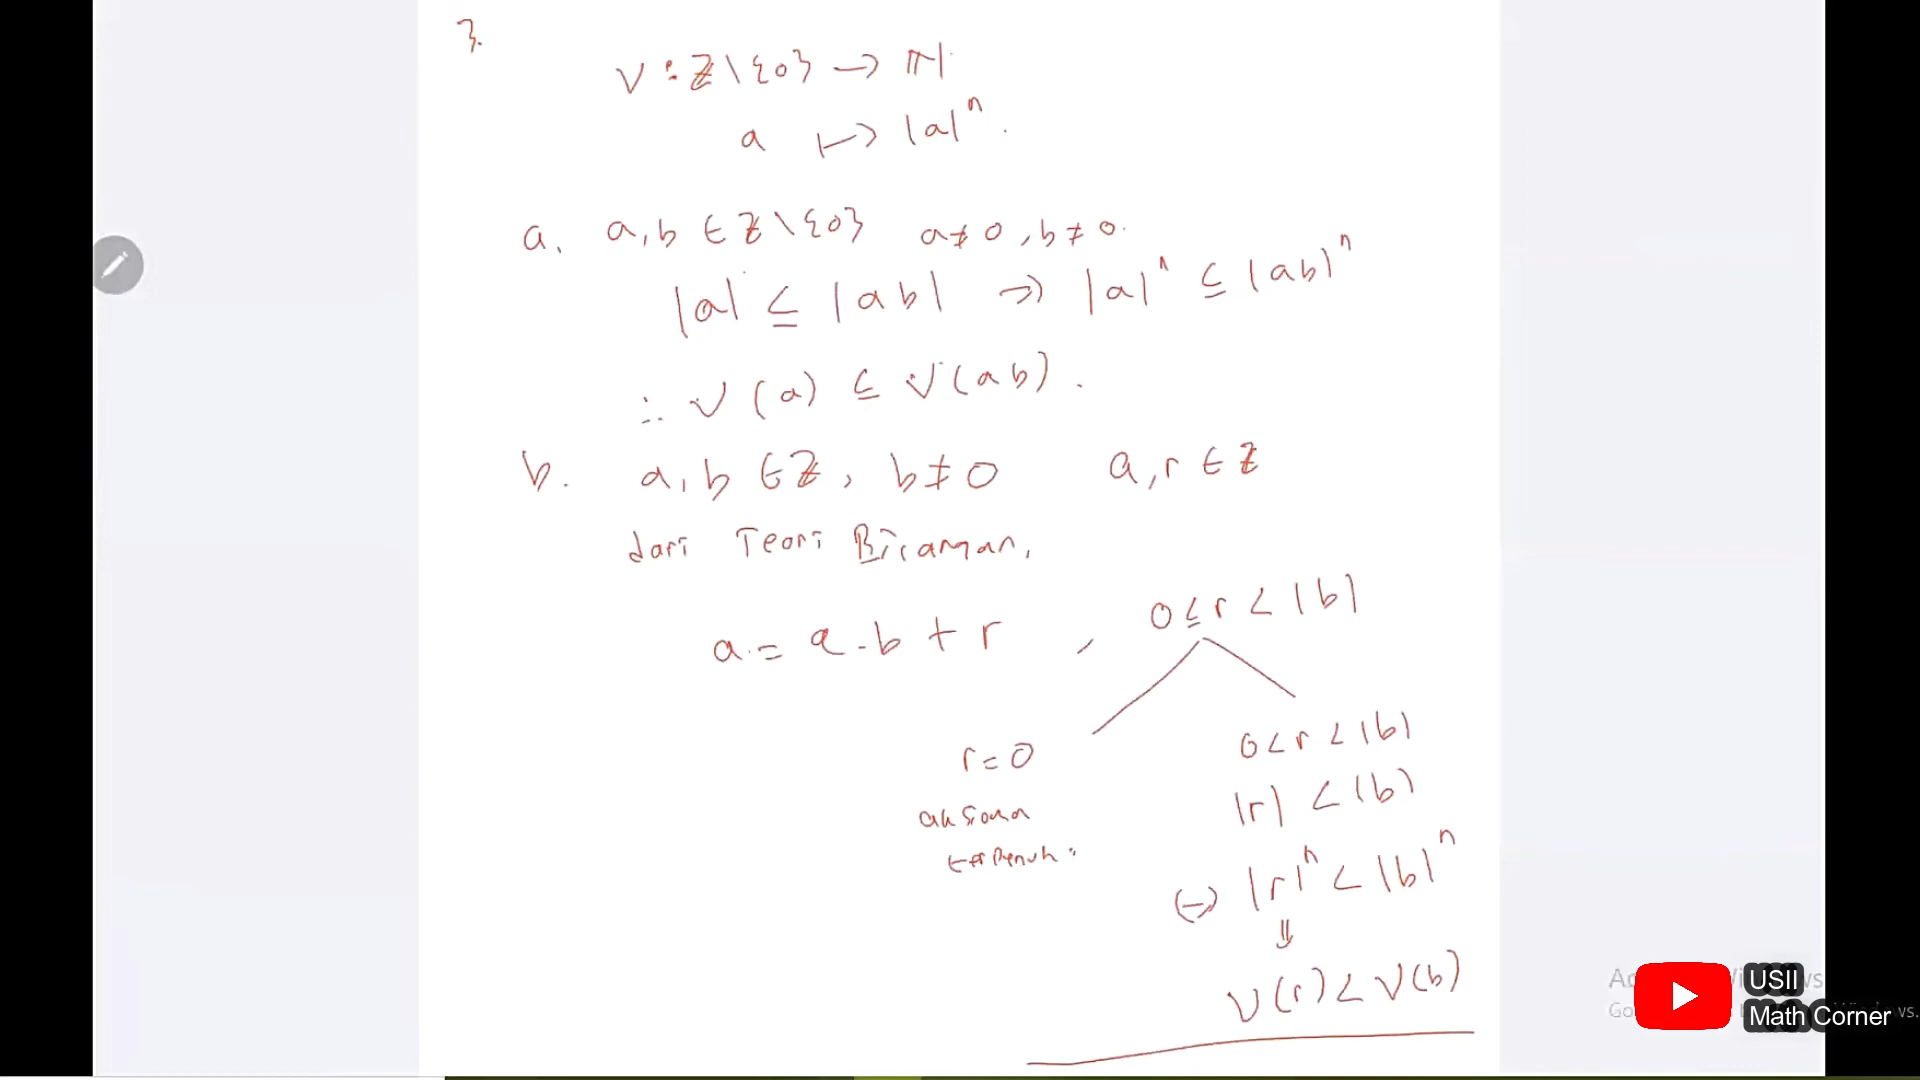 3.
V : Z \ {0} → N
a ↦ |a|ⁿ.
a. a, b ∈ Z \ {0} a ≠ 0, b ≠ 0.
|a| ≤ |ab| → |a|ⁿ ≤ |ab|ⁿ
∴ V(a) ≤ V(ab).
b. a, b ∈ Z, b ≠ 0 q, r ∈ Z
dari Teori Bilangan,
a = q . b + r , 0 ≤ r < |b|
r = 0
aksioma
terpenuhi
0 < r < |b|
|r| < |b|
↔ |r|ⁿ < |b|ⁿ
⇓
V(r) < V(b)
USII
Math Corner